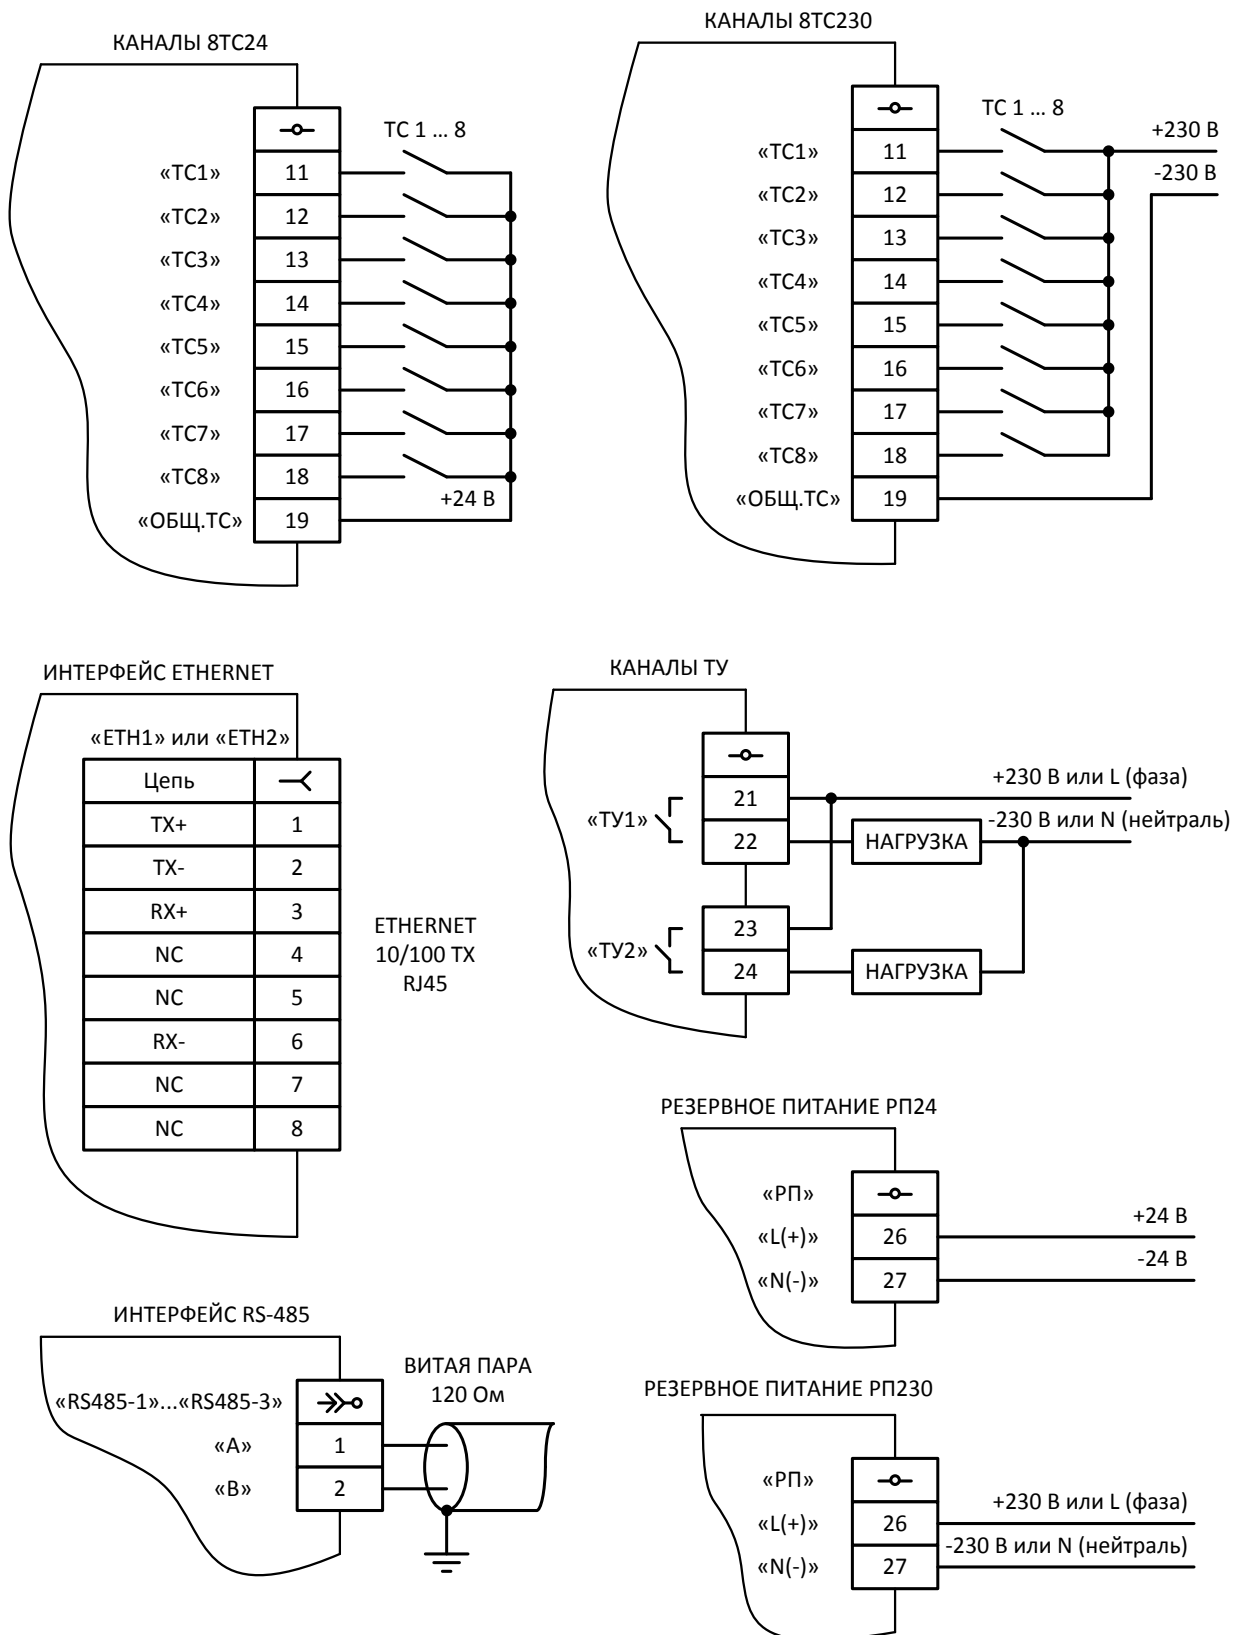 КАНАЛЫ 8ТС24
ТС 1 ... 8
«ТС1» 11
«ТС2» 12
«ТС3» 13
«ТС4» 14
«ТС5» 15
«ТС6» 16
«ТС7» 17
«ТС8» 18
+24 В
«ОБЩ.ТС» 19
КАНАЛЫ 8ТС230
ТС 1 ... 8
+230 В
«ТС1» 11
-230 В
«ТС2» 12
«ТС3» 13
«ТС4» 14
«ТС5» 15
«ТС6» 16
«ТС7» 17
«ТС8» 18
«ОБЩ.ТС» 19
ИНТЕРФЕЙС ETHERNET
«ETH1» или «ETH2»
Цепь
TX+ 1
TX- 2
RX+ 3
NC 4
NC 5
RX- 6
NC 7
NC 8
ETHERNET
10/100 TX
RJ45
КАНАЛЫ ТУ
+230 В или L (фаза)
21
«ТУ1»
-230 В или N (нейтраль)
22 НАГРУЗКА
23
«ТУ2»
24 НАГРУЗКА
РЕЗЕРВНОЕ ПИТАНИЕ РП24
«РП»
+24 В
«L(+)» 26
-24 В
«N(-)» 27
ИНТЕРФЕЙС RS-485
ВИТАЯ ПАРА
120 Ом
«RS485-1»...«RS485-3»
«A» 1
«B» 2
РЕЗЕРВНОЕ ПИТАНИЕ РП230
«РП»
+230 В или L (фаза)
«L(+)» 26
-230 В или N (нейтраль)
«N(-)» 27